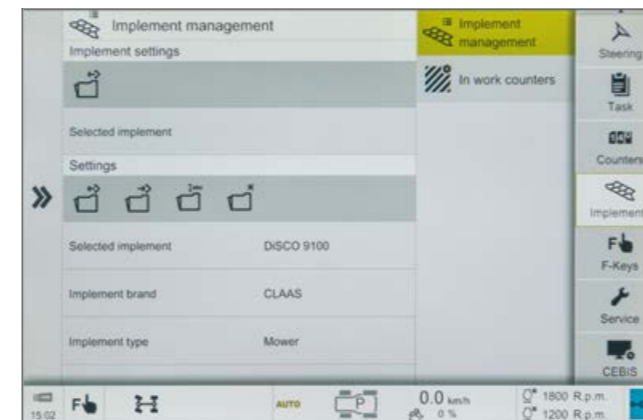 Implement management
Implement settings
Selected implement
Settings
Selected implement DiSCO 9100
Implement brand CLAAS
Implement type Mower
Implement
management
In work counters
Steering
Task
Counters
Implement
F-Keys
Service
CEBIS
15:02
F
AUTO
P
0.0 km/h
0 %
1800 R.p.m.
1200 R.p.m.